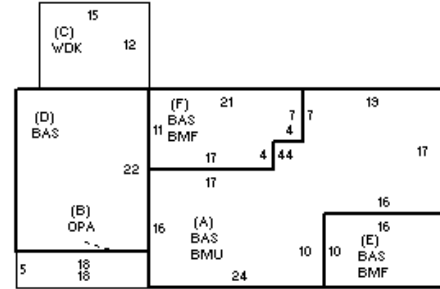 15
(C)
WDK
12
(D)
BAS
(F)
BAS
BMF
21
11
7
7
4
19
17
4
44
17
17
22
(B)
OPA
16
(A)
BAS
BMU
16
16
10
10
(E)
BAS
BMF
5
18
18
24